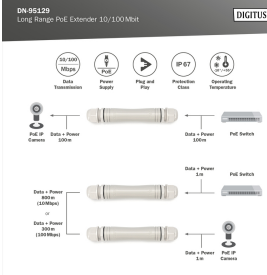 DN-95129
Long Range PoE Extender 10/100 Mbit
DIGITUS
10/100
Mbps
Data
Transmission
PoE
Power
Supply
Plug and
Play
IP 67
Protection
Class
Operating
Temperature
PoE IP
Camera
Data + Power
100 m
Data + Power
100 m
PoE Switch
Data + Power
1 m
PoE Switch
Data + Power
800 m
(10 Mbps)
or
Data + Power
300 m
(100 Mbps)
Data + Power
1 m
PoE IP
Camera